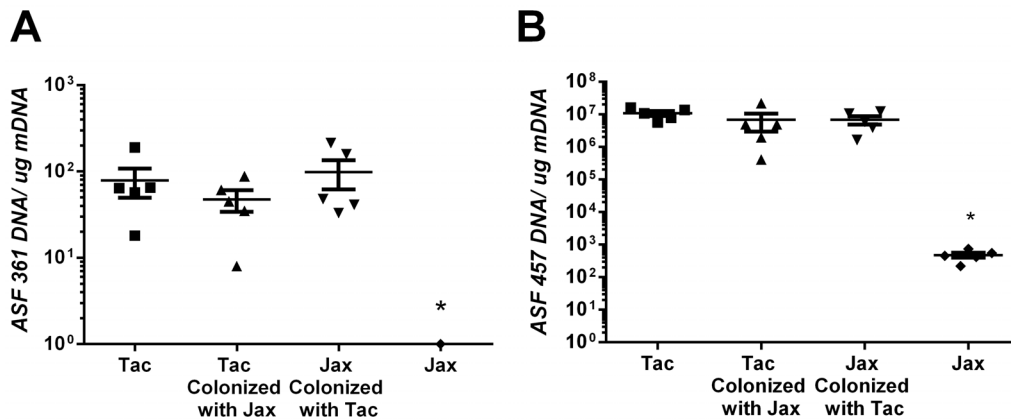 A
ASF 361 DNA/ ug mDNA
10³
10²
10¹
10⁰
*
Tac
Tac
Colonized
with Jax
Jax
Colonized
with Tac
Jax
B
ASF 457 DNA/ ug mDNA
10⁸
10⁷
10⁶
10⁵
10⁴
10³
10²
10¹
10⁰
*
Tac
Tac
Colonized
with Jax
Jax
Colonized
with Tac
Jax